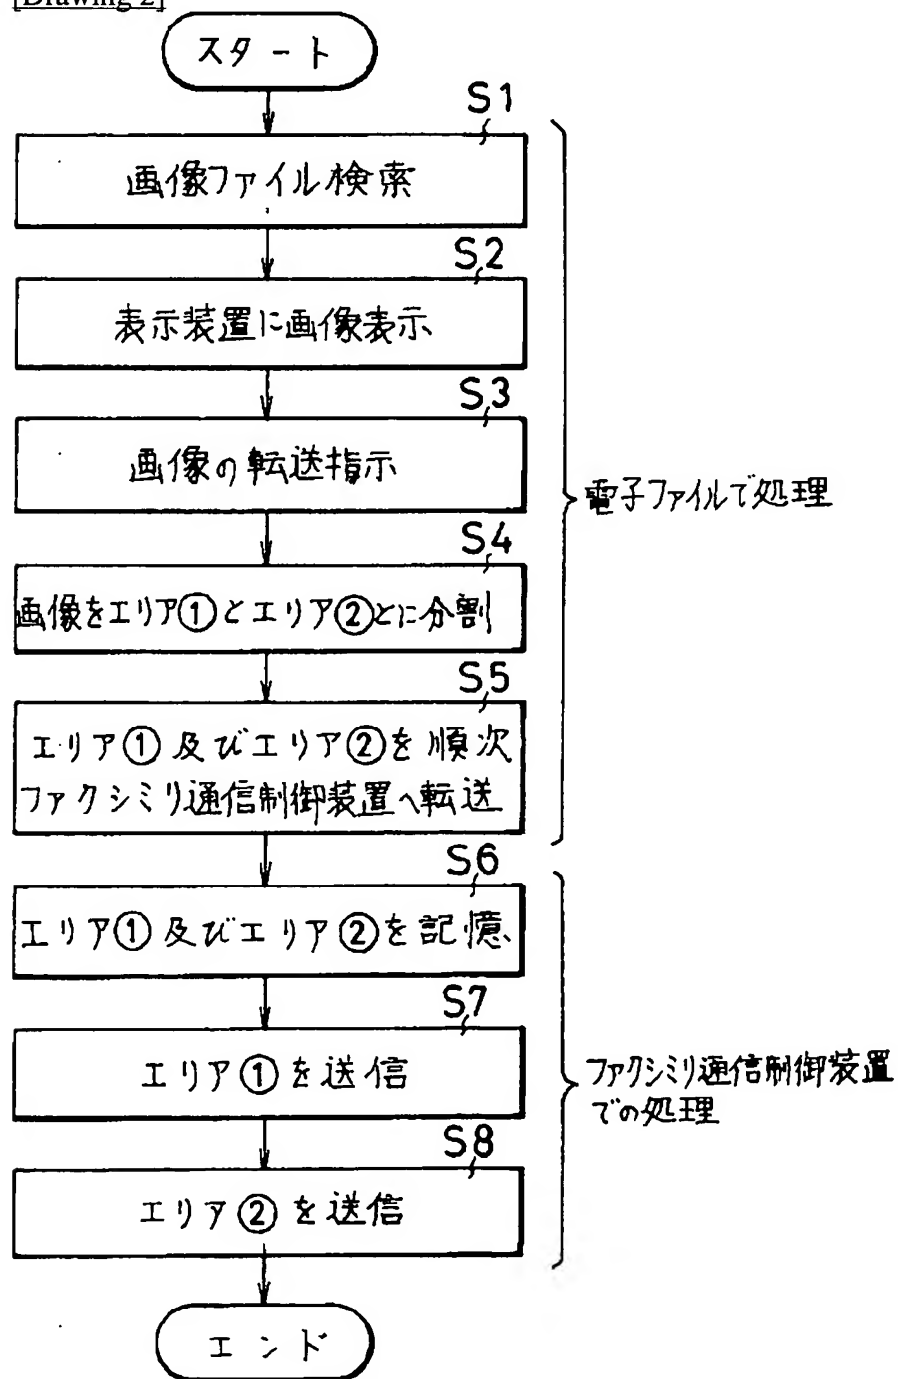 [Drawing 2]
スタート
S1
画像ファイル検索
S2
表示装置に画像表示
S3
画像の転送指示
電子ファイルで処理
S4
画像をエリア①とエリア②とに分割
S5
エリア①及びエリア②を順次
ファクシミリ通信制御装置へ転送
S6
エリア①及びエリア②を記憶
S7
エリア①を送信
ファクシミリ通信制御装置
での処理
S8
エリア②を送信
エンド